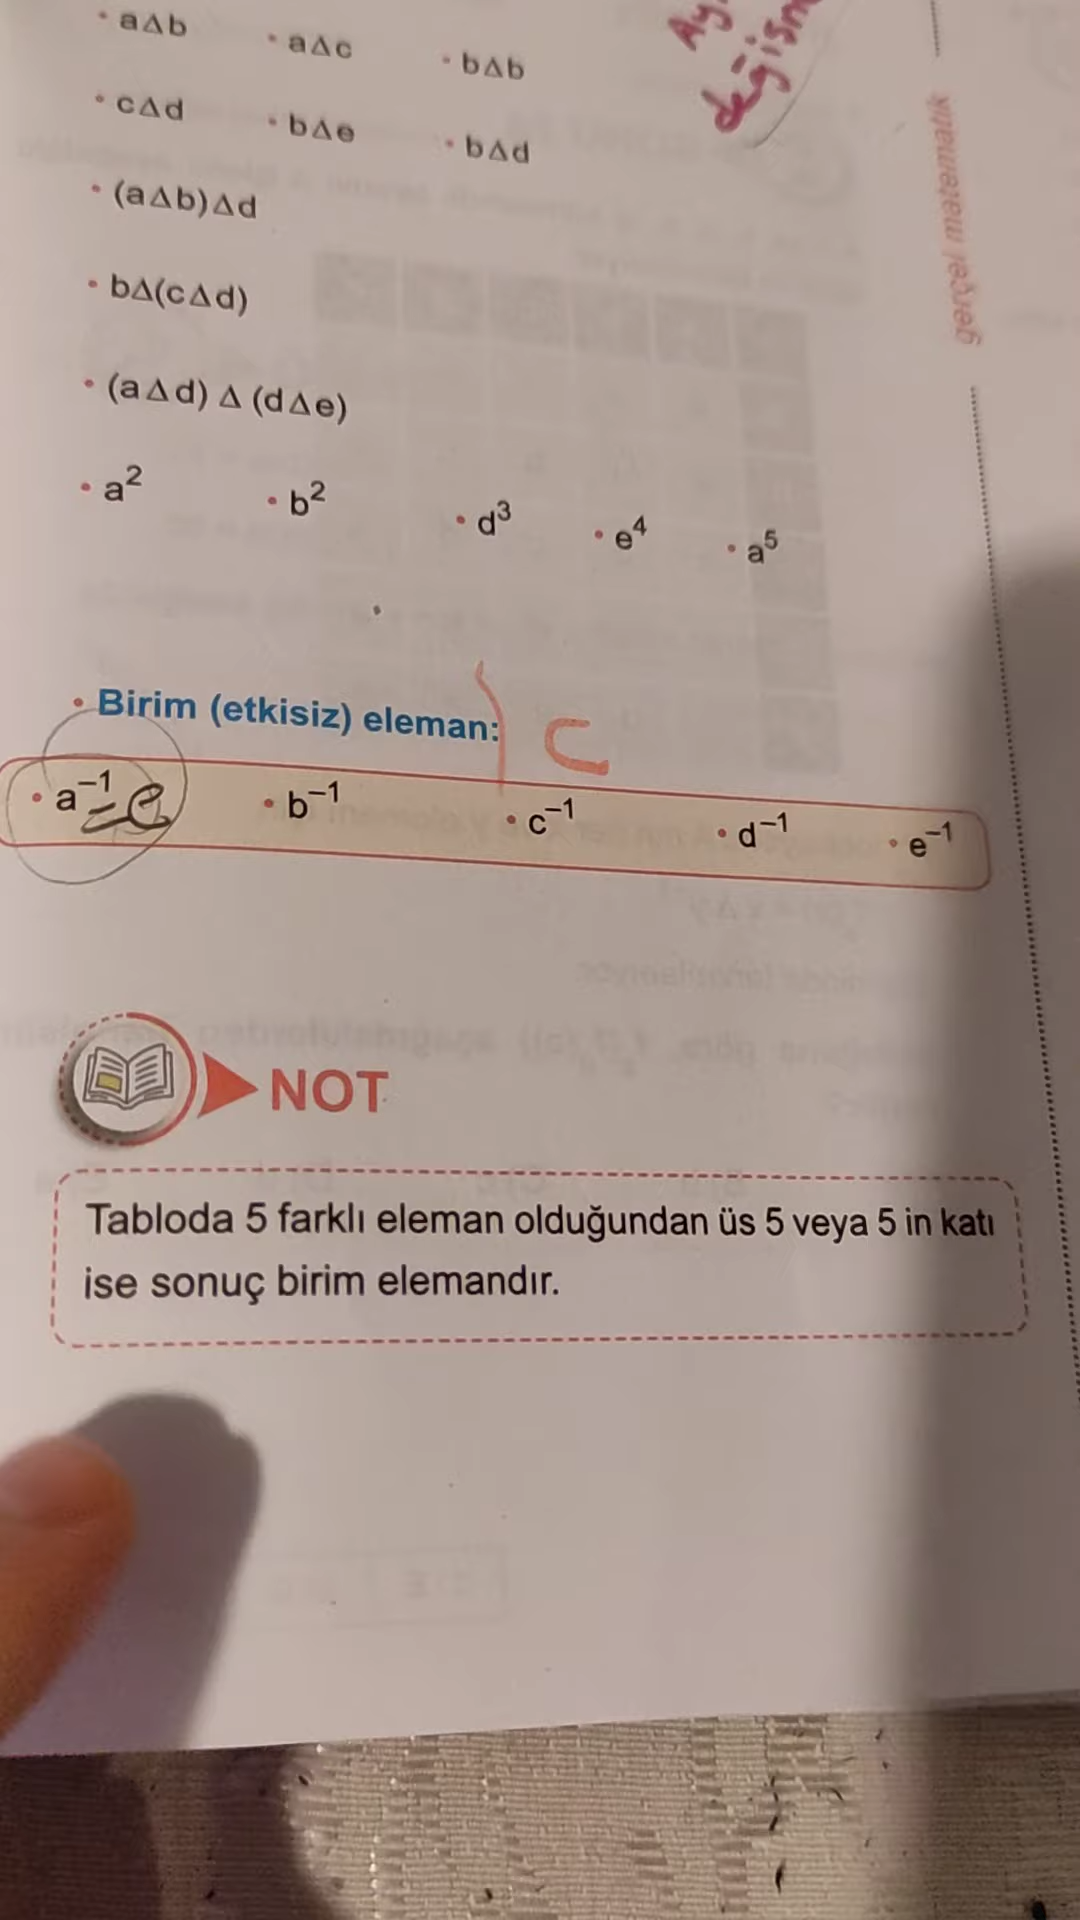 • a∆b • a∆c • b∆b
• c∆d • b∆e • b∆d
• (a∆b)∆d
• b∆(c∆d)
• (a∆d) ∆ (d∆e)
• a² • b² • d³ • e⁴ • a⁵
• Birim (etkisiz) eleman: C
• a⁻¹ = e • b⁻¹ • c⁻¹ • d⁻¹ • e⁻¹
NOT
Tabloda 5 farklı eleman olduğundan üs 5 veya 5 in katı
ise sonuç birim elemandır.
gerçel matematik